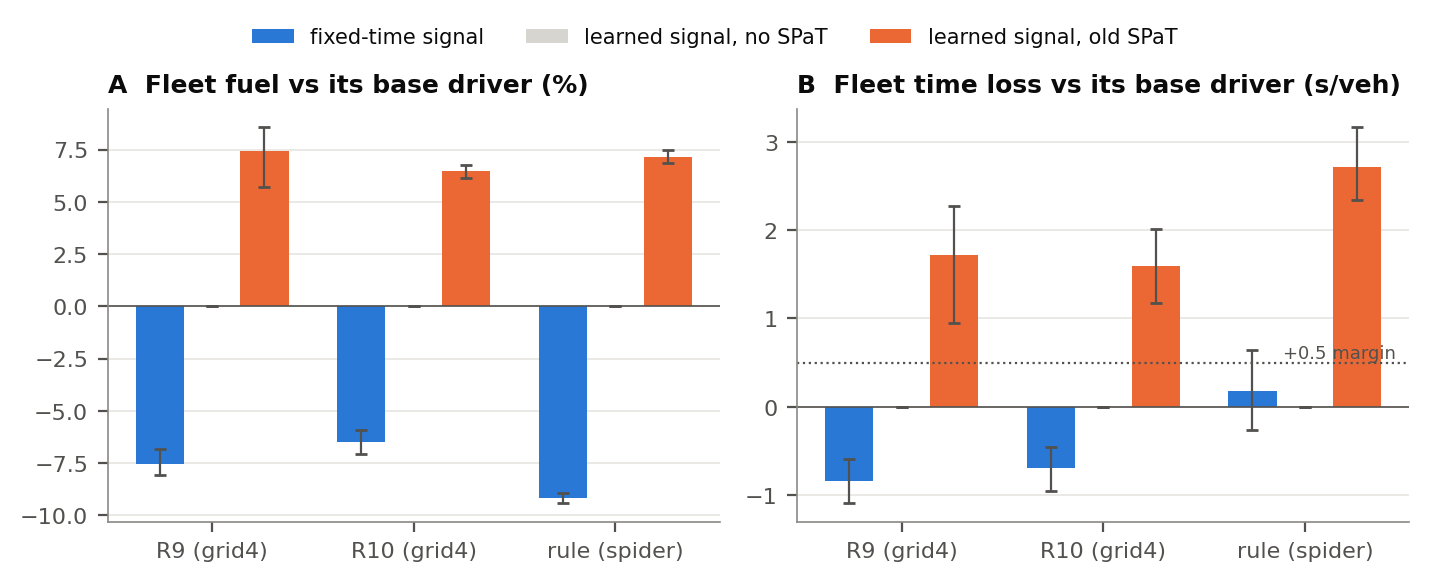 fixed-time signal
learned signal, no SPaT
learned signal, old SPaT
A Fleet fuel vs its base driver (%)
7.5
5.0
2.5
0.0
−2.5
−5.0
−7.5
−10.0
R9 (grid4)
R10 (grid4)
rule (spider)
B Fleet time loss vs its base driver (s/veh)
3
2
1
0
−1
+0.5 margin
R9 (grid4)
R10 (grid4)
rule (spider)